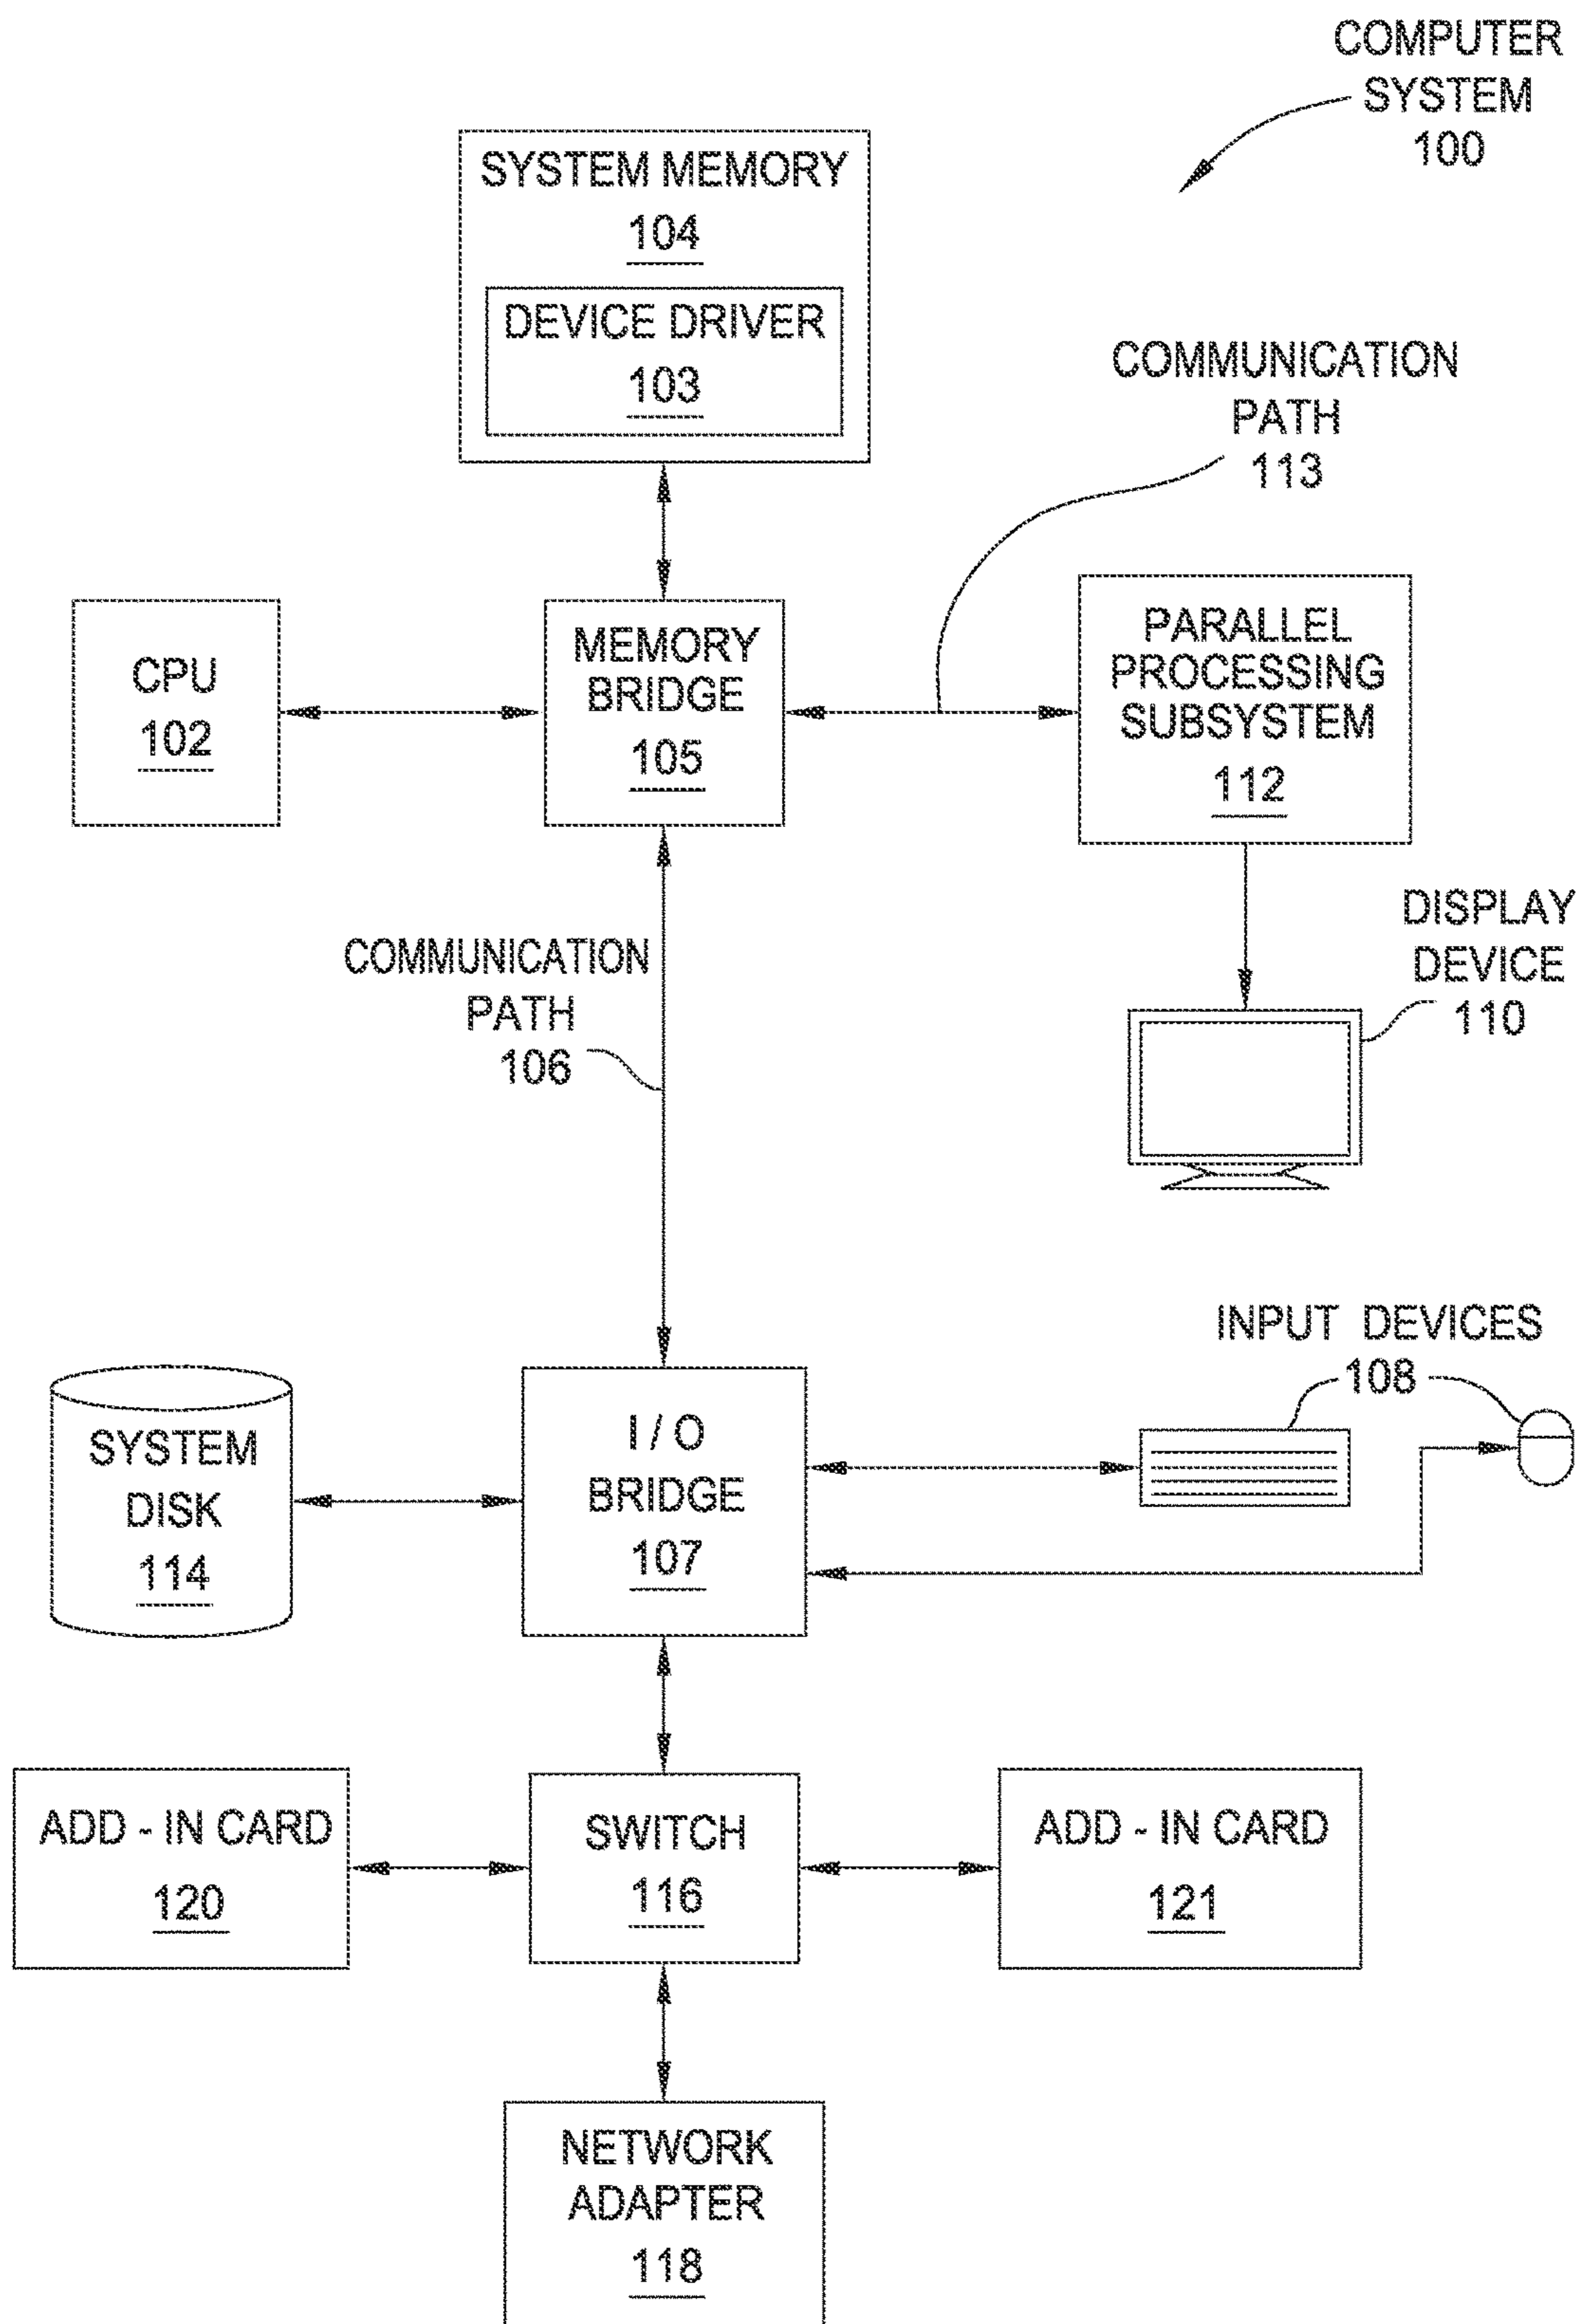 COMPUTER
SYSTEM
100
SYSTEM MEMORY
104
DEVICE DRIVER
103
COMMUNICATION
PATH
113
CPU
102
MEMORY
BRIDGE
105
PARALLEL
PROCESSING
SUBSYSTEM
112
COMMUNICATION
PATH
106
DISPLAY
DEVICE
110
INPUT DEVICES
108
SYSTEM
DISK
114
I / O
BRIDGE
107
ADD - IN CARD
120
SWITCH
116
ADD - IN CARD
121
NETWORK
ADAPTER
118